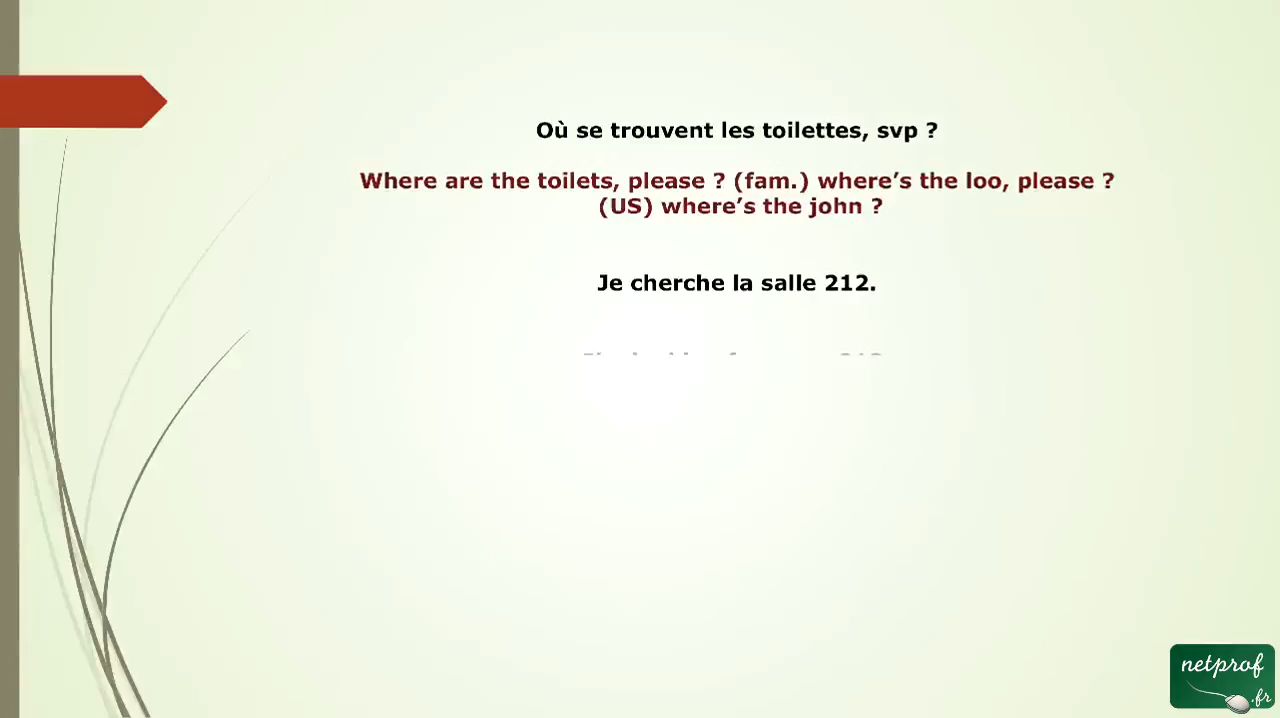 Où se trouvent les toilettes, svp ?
Where are the toilets, please ? (fam.) where’s the loo, please ?
(US) where’s the john ?
Je cherche la salle 212.
netprof
.fr